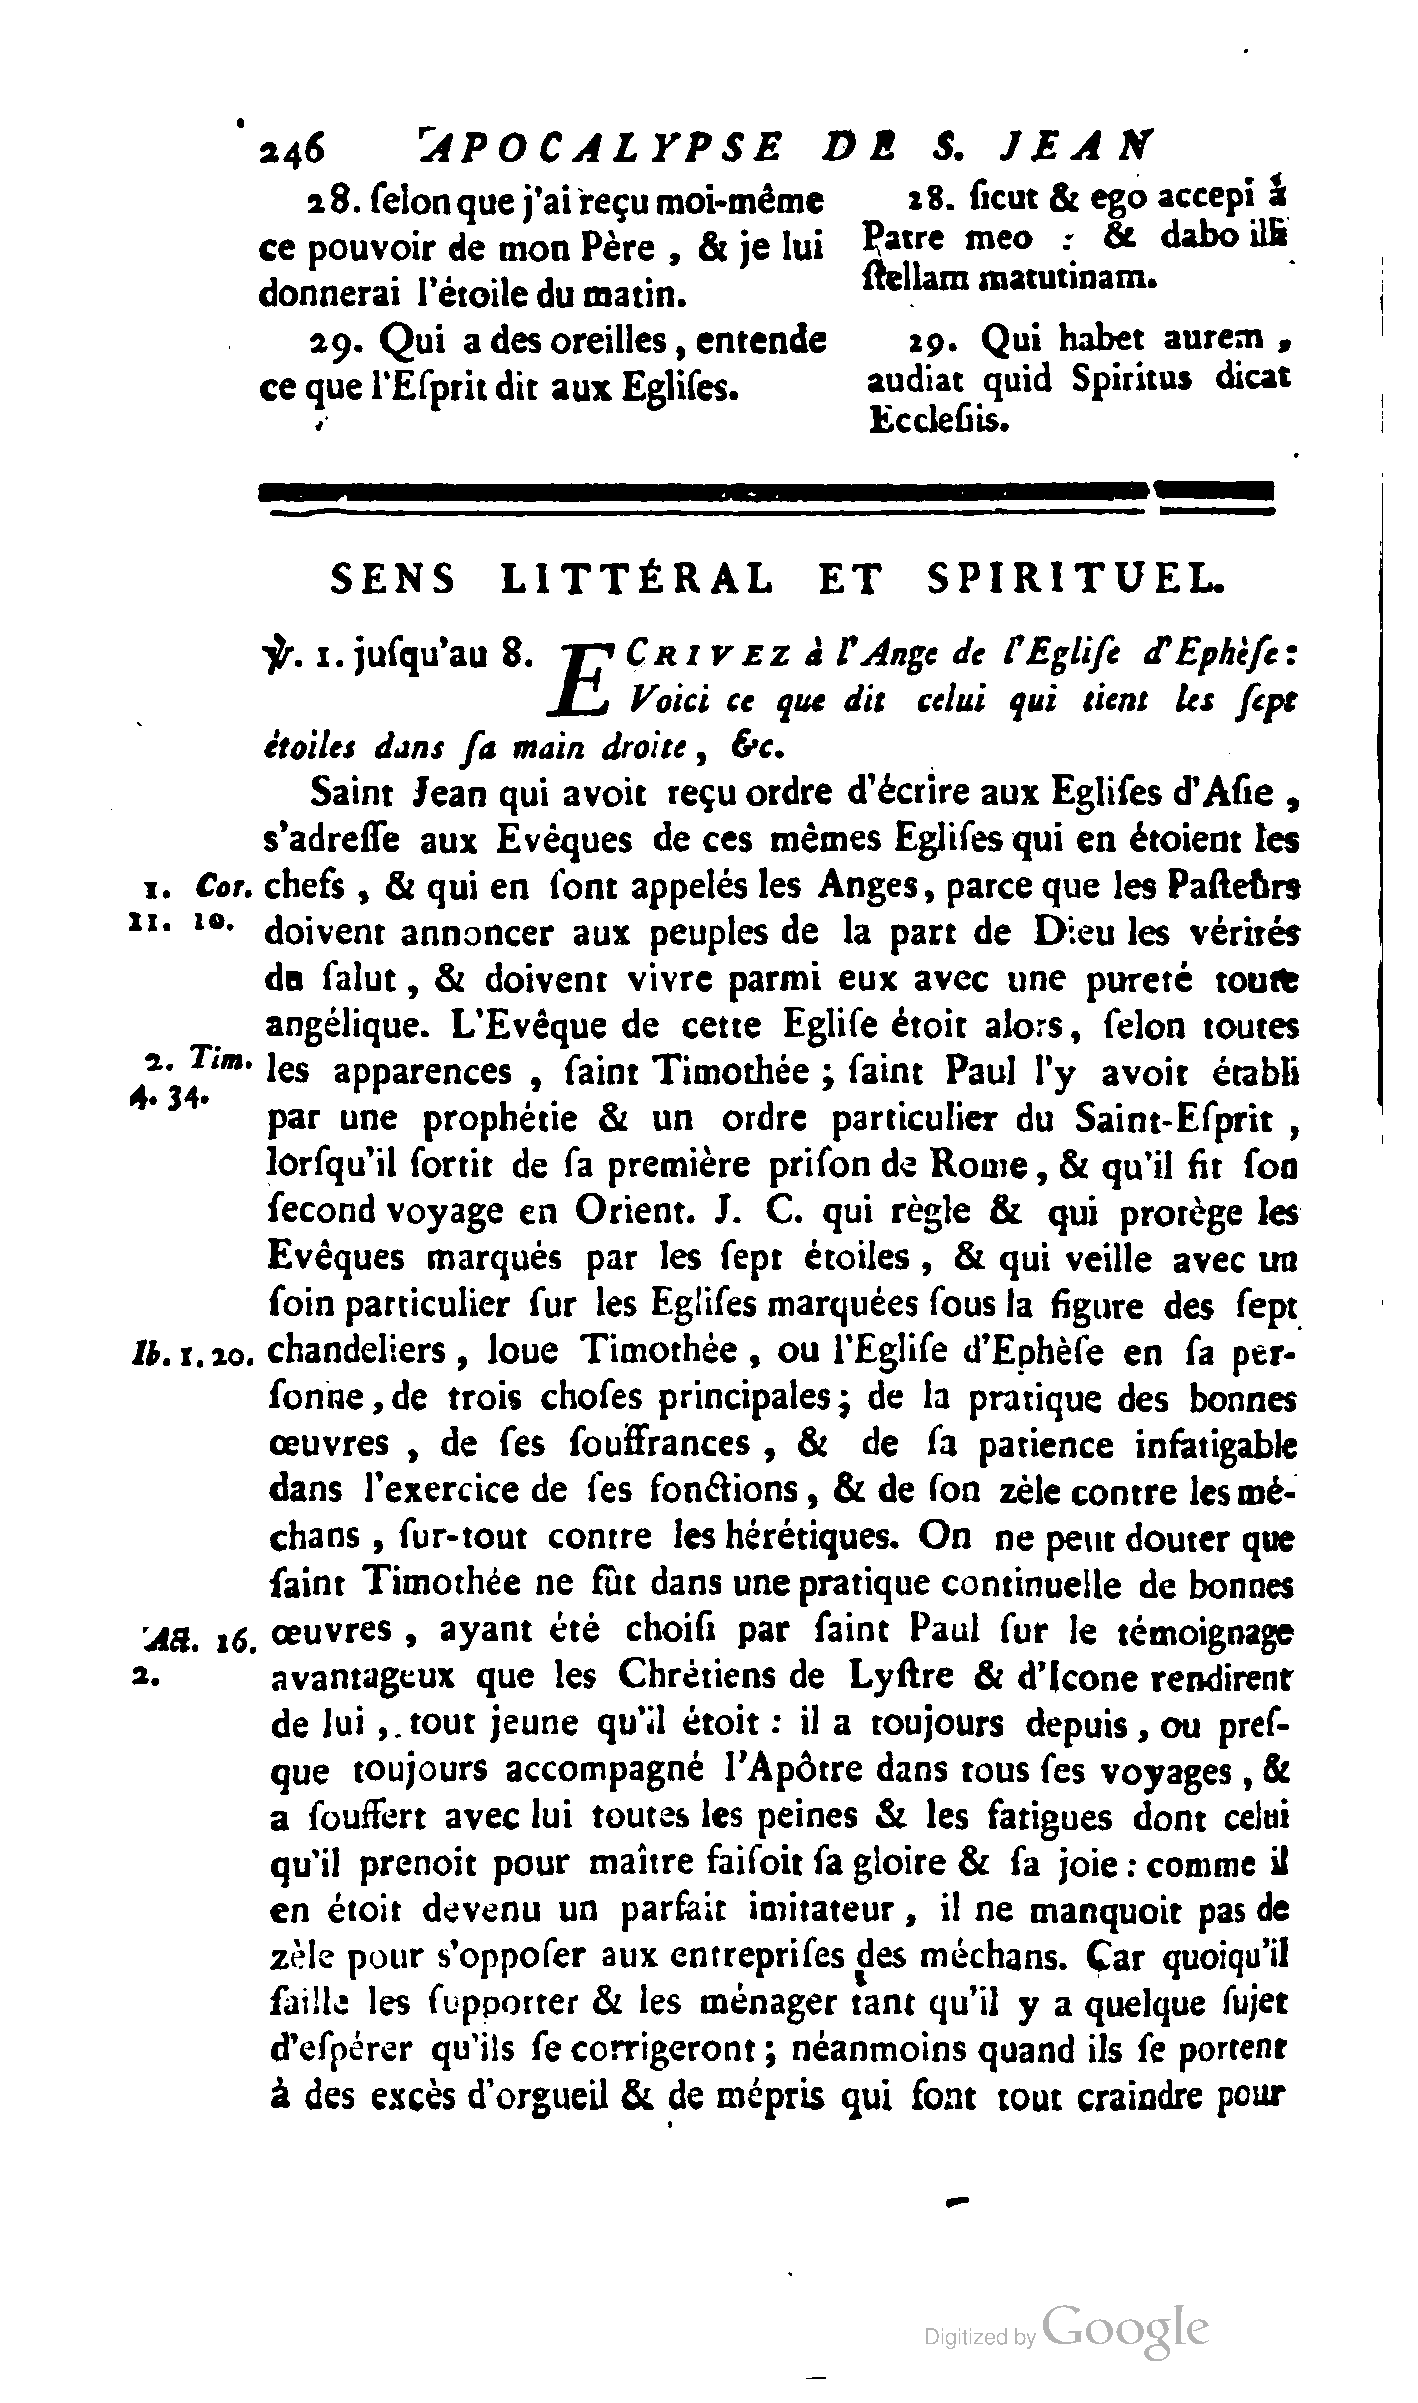 246 APOCALYPSE DE S. JEAN
28. ſelon que j'ai reçu moi-même
ce pouvoir de mon Père , & je lui
donnerai l'étoile du matin.
29. Qui a des oreilles , entende
ce que l'Eſprit dit aux Egliſes.
28. ſicut & ego accepi à
Patre meo : & dabo illi
ſtellam matutinam.
29. Qui habet aurem ,
audiat quid Spiritus dicat
Eccleſiis.
SENS LITTÉRAL ET SPIRITUEL.
℣. 1. juſqu'au 8. ECRIVEZ à l'Ange de l'Egliſe d'Ephèſe :
Voici ce que dit celui qui tient les ſept
étoiles dans ſa main droite , &c.
Saint Jean qui avoit reçu ordre d'écrire aux Egliſes d'Aſie ,
s'adreſſe aux Evêques de ces mêmes Egliſes qui en étoient les
1. Cor. chefs , & qui en ſont appelés les Anges, parce que les Paſteurs
11. 10. doivent annoncer aux peuples de la part de Dieu les vérités
du ſalut , & doivent vivre parmi eux avec une pureté toute
angélique. L'Evêque de cette Egliſe étoit alors, ſelon toutes
2. Tim. les apparences , ſaint Timothée ; ſaint Paul l'y avoit établi
4. 34.
par une prophétie & un ordre particulier du Saint-Eſprit ,
lorſqu'il ſortit de ſa première priſon de Rome , & qu'il fit ſon
ſecond voyage en Orient. J. C. qui règle & qui protège les
Evêques marqués par les ſept étoiles , & qui veille avec un
ſoin particulier ſur les Egliſes marquées ſous la figure des ſept
Ib. 1. 20. chandeliers , loue Timothée , ou l'Egliſe d'Ephèſe en ſa per-
ſonne , de trois choſes principales ; de la pratique des bonnes
œuvres , de ſes ſouffrances , & de ſa patience infatigable
dans l'exercice de ſes fonctions , & de ſon zèle contre les mé-
chans , ſur-tout contre les hérétiques. On ne peut douter que
ſaint Timothée ne fût dans une pratique continuelle de bonnes
Act. 16. œuvres , ayant été choiſi par ſaint Paul ſur le témoignage
2. avantageux que les Chrétiens de Lyſtre & d'Icone rendirent
de lui , tout jeune qu'il étoit : il a toujours depuis , ou preſ-
que toujours accompagné l'Apôtre dans tous ſes voyages , &
a ſouffert avec lui toutes les peines & les fatigues dont celui
qu'il prenoit pour maître faiſoit ſa gloire & ſa joie : comme il
en étoit devenu un parfait imitateur , il ne manquoit pas de
zèle pour s'oppoſer aux entrepriſes des méchans. Car quoiqu'il
faille les ſupporter & les ménager tant qu'il y a quelque ſujet
d'eſpérer qu'ils ſe corrigeront ; néanmoins quand ils ſe portent
à des excès d'orgueil & de mépris qui font tout craindre pour
Digitized by Google